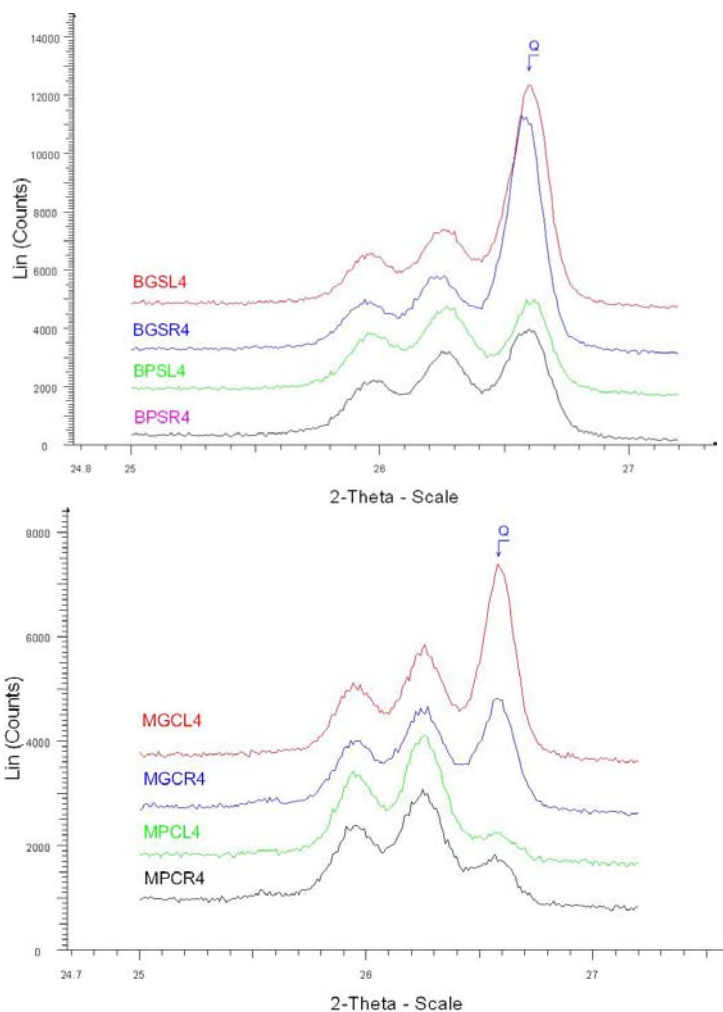 14000
Q
12000
10000
Lin (Counts)
8000
6000
BGSL4
BGSR4
4000
BPSL4
2000
BPSR4
0
24.8
25
26
27
2-Theta - Scale
8000
Q
6000
Lin (Counts)
MGCL4
4000
MGCR4
MPCL4
2000
MPCR4
0
24.7
25
26
27
2-Theta - Scale